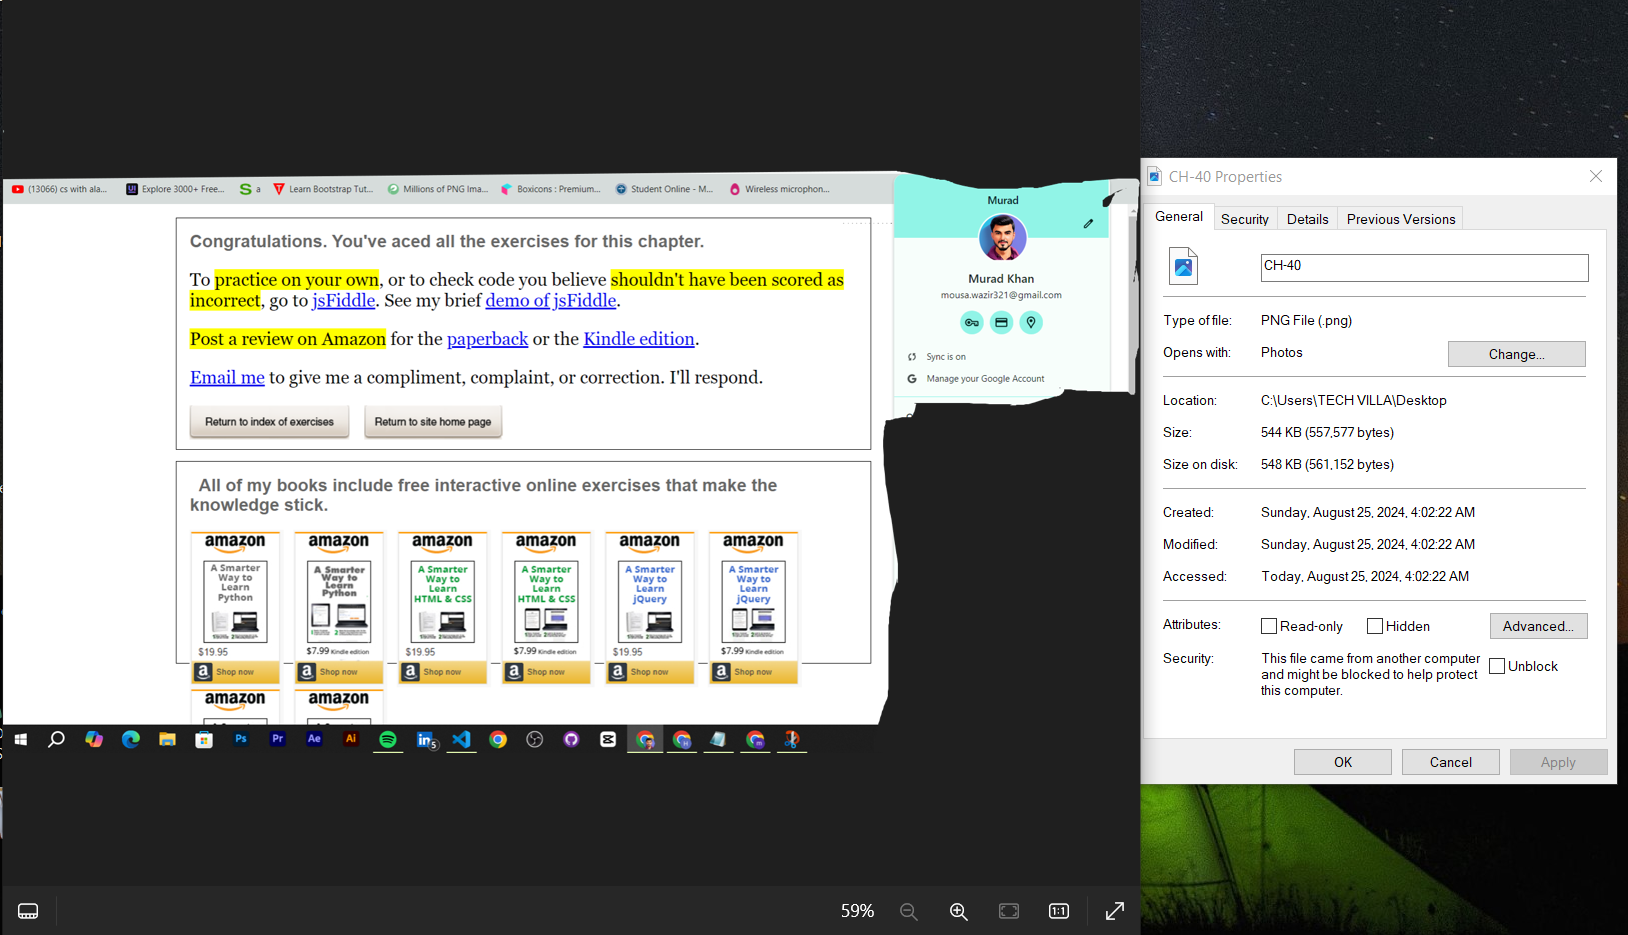 (13066) cs with ala...
Explore 3000+ Free...
a
Learn Bootstrap Tut...
Millions of PNG Ima...
Boxicons : Premium...
Student Online - M...
Wireless microphon...
Congratulations. You've aced all the exercises for this chapter.
To practice on your own, or to check code you believe shouldn't have been scored as
incorrect, go to jsFiddle. See my brief demo of jsFiddle.
Post a review on Amazon for the paperback or the Kindle edition.
Email me to give me a compliment, complaint, or correction. I'll respond.
Return to index of exercises
Return to site home page
Murad
Murad Khan
mousa.wazir321@gmail.com
Sync is on
Manage your Google Account
All of my books include free interactive online exercises that make the
knowledge stick.
amazon
A Smarter
Way to
Learn
Python
$19.95
Shop now
amazon
A Smarter
Way to
Learn
Python
$7.99 Kindle edition
Shop now
amazon
A Smarter
Way to
Learn
HTML & CSS
$19.95
Shop now
amazon
A Smarter
Way to
Learn
HTML & CSS
$7.99 Kindle edition
Shop now
amazon
A Smarter
Way to
Learn
jQuery
$19.95
Shop now
amazon
A Smarter
Way to
Learn
jQuery
$7.99 Kindle edition
Shop now
amazon
amazon
Ps
Pr
Ae
Ai
in
5
59%
1:1
CH-40 Properties
General
Security
Details
Previous Versions
CH-40
Type of file: PNG File (.png)
Opens with: Photos
Change...
Location: C:\Users\TECH VILLA\Desktop
Size: 544 KB (557,577 bytes)
Size on disk: 548 KB (561,152 bytes)
Created: Sunday, August 25, 2024, 4:02:22 AM
Modified: Sunday, August 25, 2024, 4:02:22 AM
Accessed: Today, August 25, 2024, 4:02:22 AM
Attributes: Read-only Hidden Advanced...
Security: This file came from another computer
and might be blocked to help protect
this computer.
Unblock
OK
Cancel
Apply